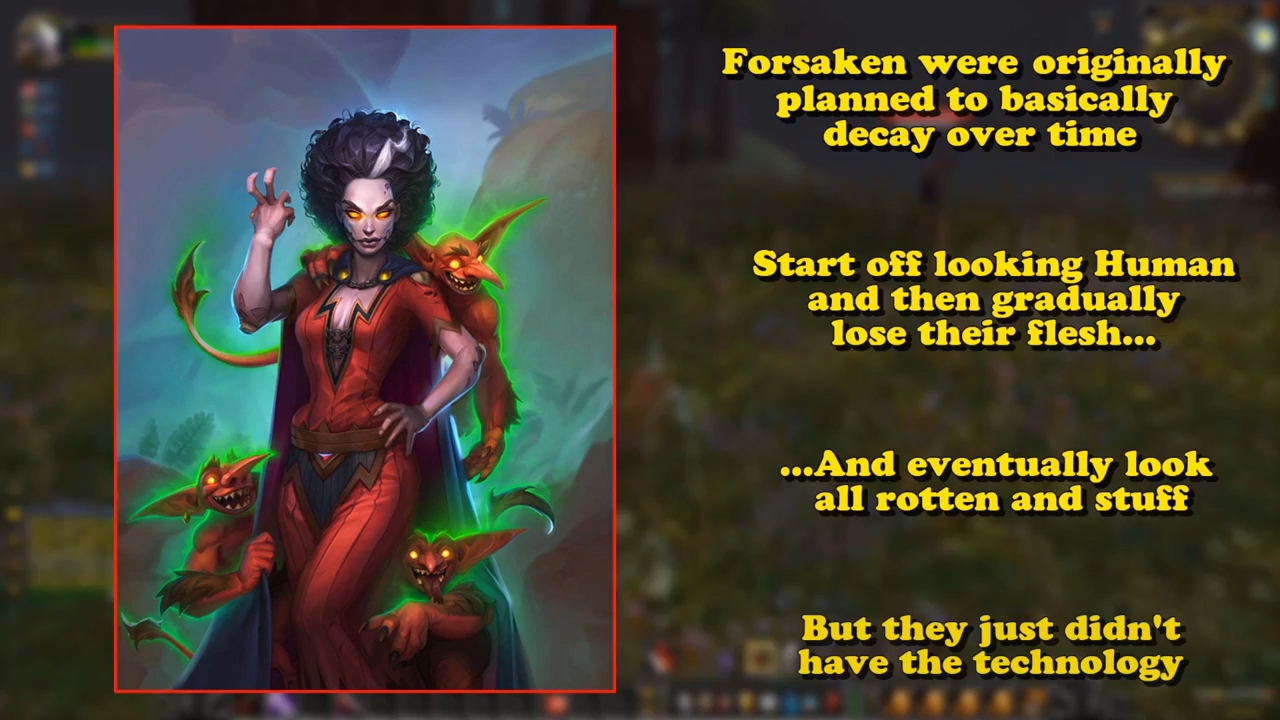 Forsaken were originally
planned to basically
decay over time
Start off looking Human
and then gradually
lose their flesh...
...And eventually look
all rotten and stuff
But they just didn't
have the technology